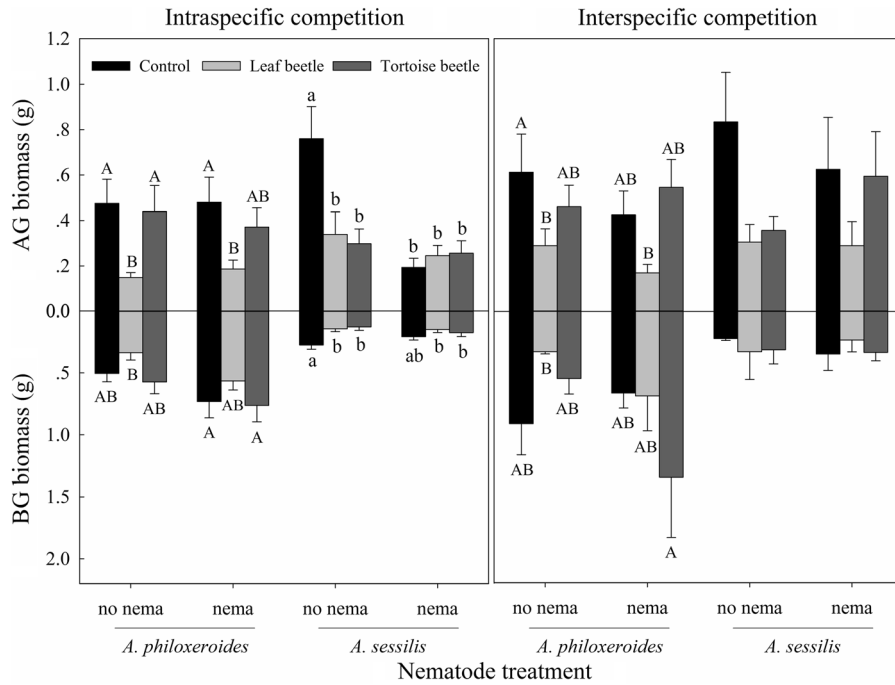 Intraspecific competition Interspecific competition
1.2
Control Leaf beetle Tortoise beetle
AG biomass (g)
1.0
.8
.6
.4
.2
0.0
BG biomass (g)
.5
1.0
1.5
2.0
A B A A B AB a b b b b b
AB B AB A AB A a b b ab b b
A B AB AB B AB
AB B AB AB AB A
no nema nema no nema nema no nema nema no nema nema
A. philoxeroides A. sessilis A. philoxeroides A. sessilis
Nematode treatment